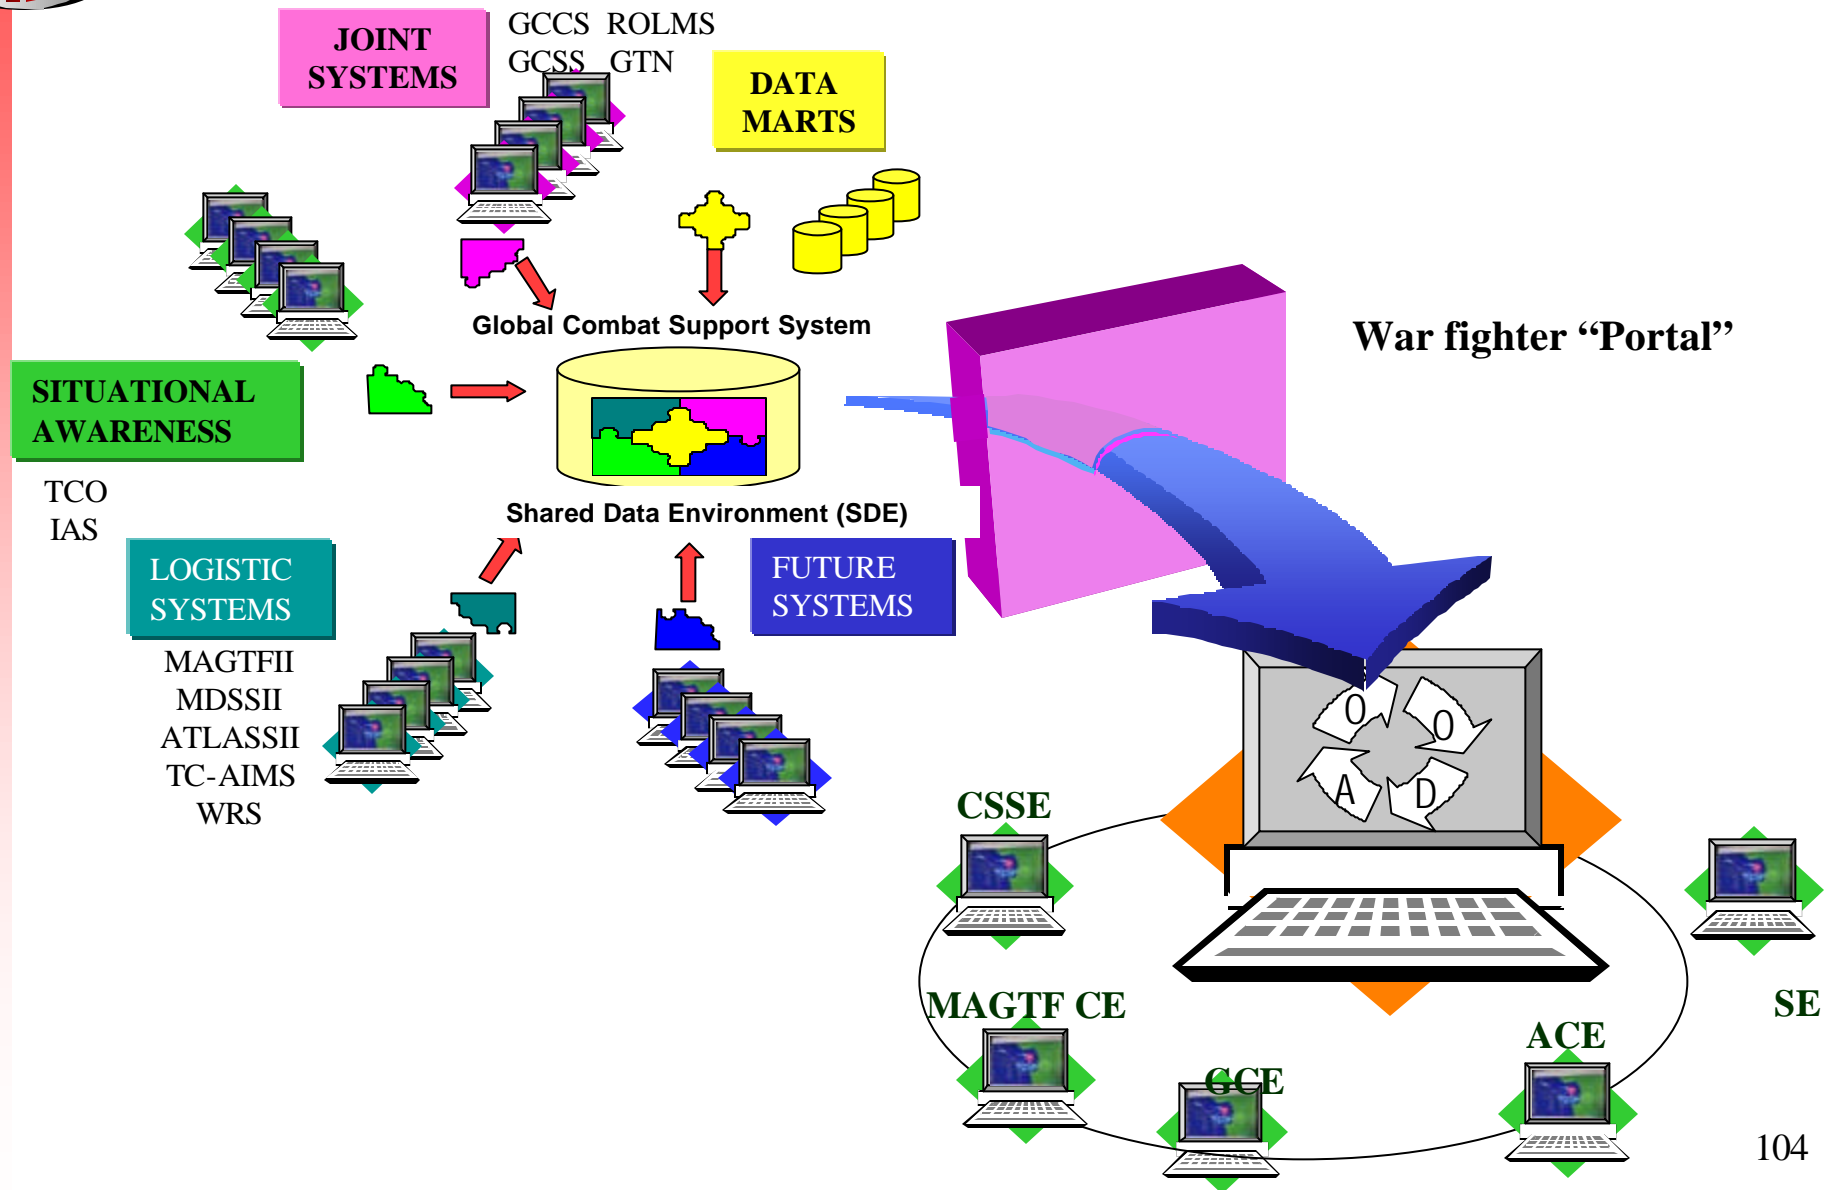 JOINT
SYSTEMS
GCCS ROLMS
GCSS GTN
DATA
MARTS
Global Combat Support System
War fighter “Portal”
SITUATIONAL
AWARENESS
TCO
IAS
Shared Data Environment (SDE)
LOGISTIC
SYSTEMS
FUTURE
SYSTEMS
MAGTFII
MDSSII
ATLASSII
TC-AIMS
WRS
O O
A D
CSSE
MAGTF CE
SE
ACE
GCE
104